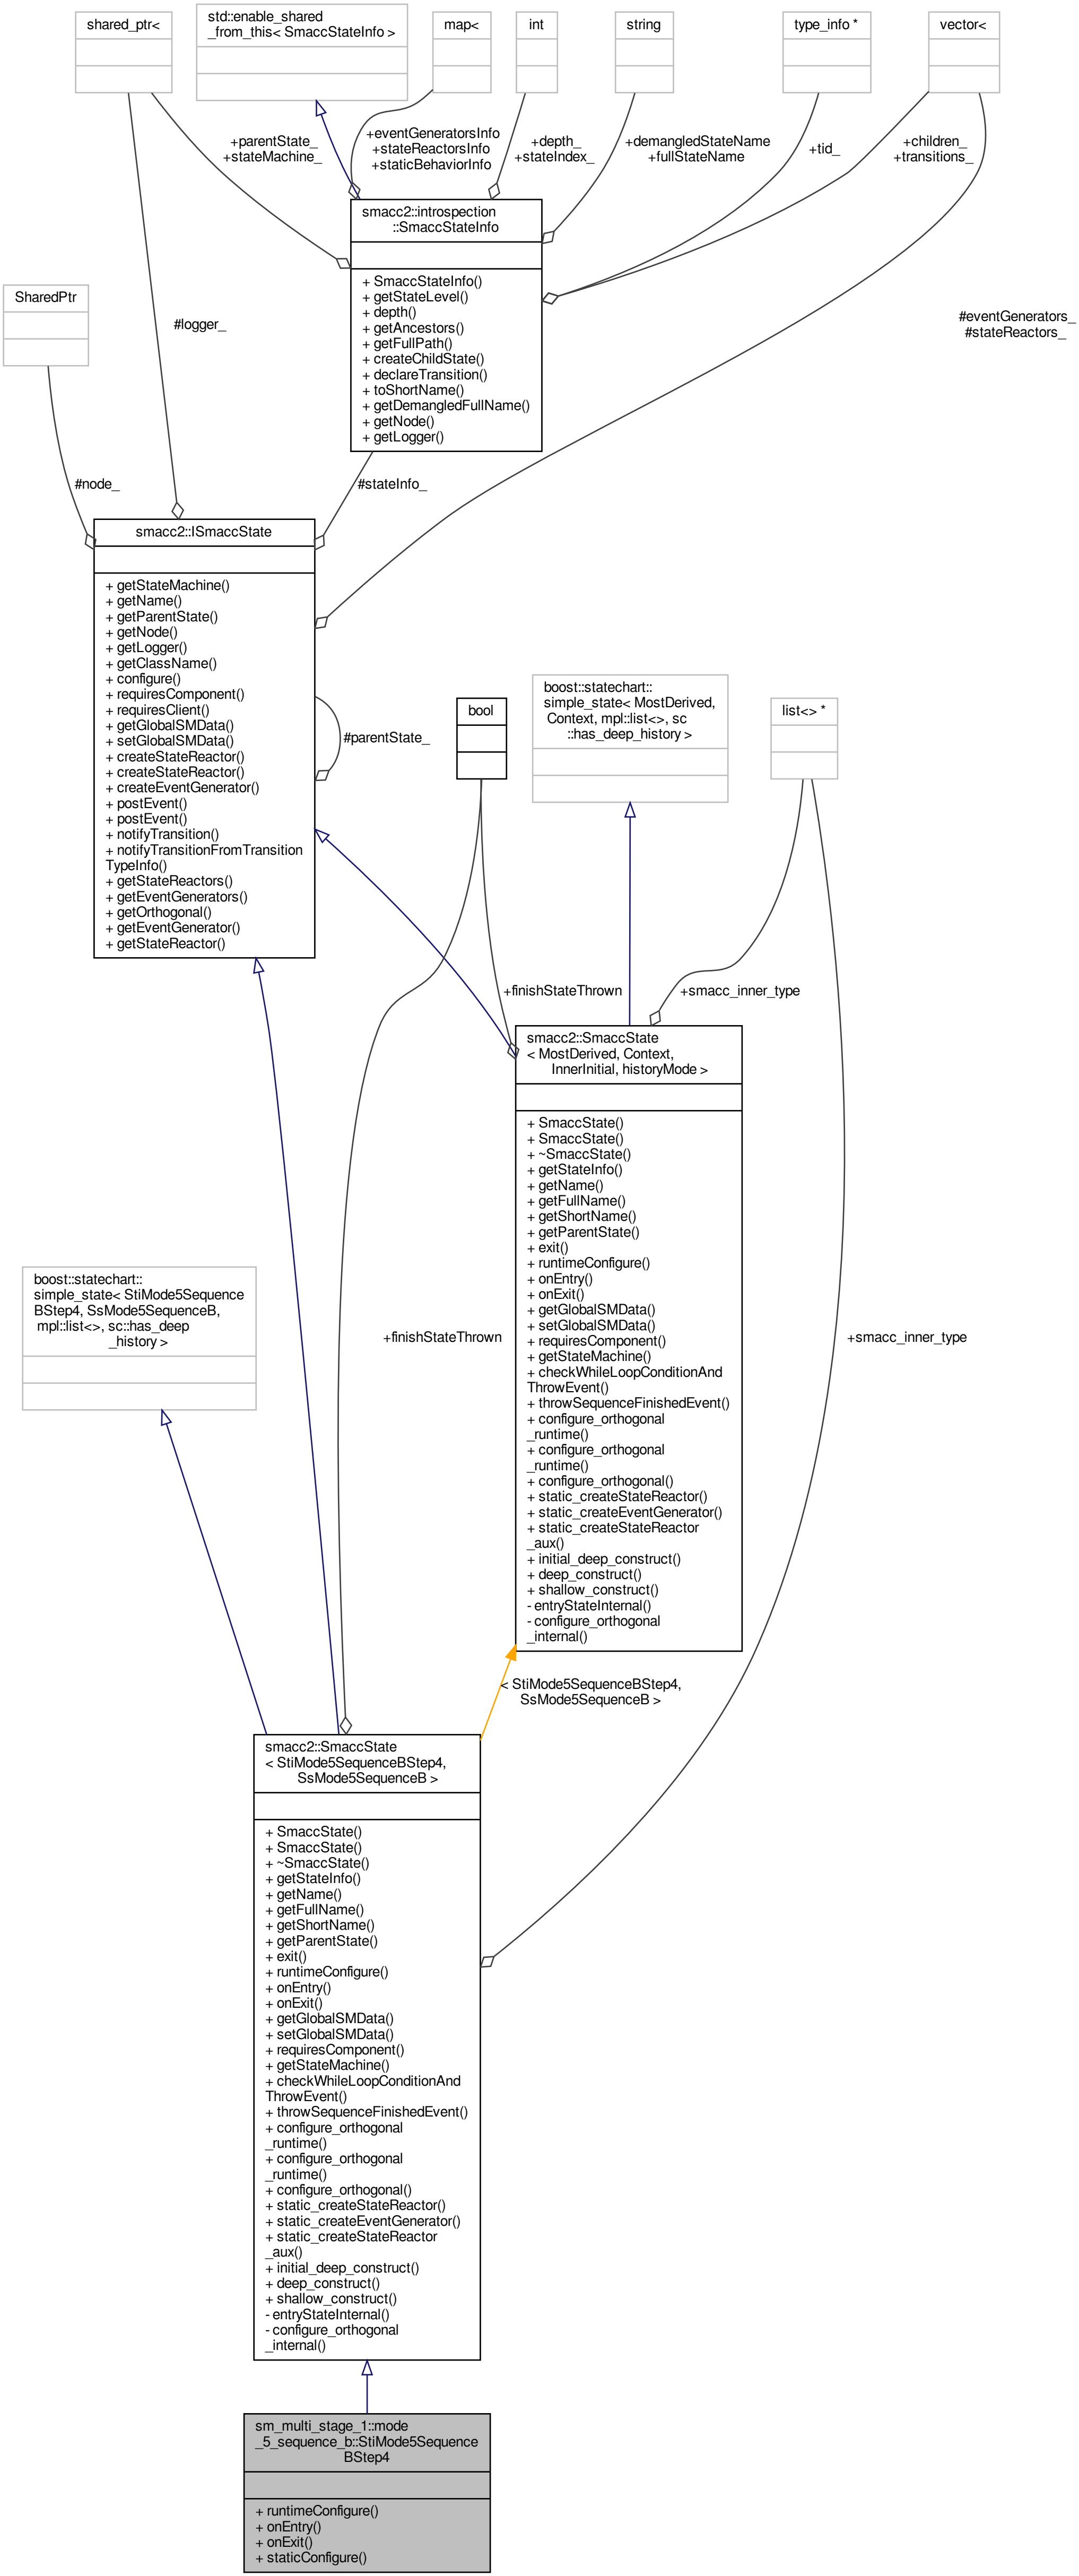 shared_ptr<
std::enable_shared
_from_this< SmaccStateInfo >
map<
int
string
type_info *
vector<
+parentState_
+stateMachine_
+eventGeneratorsInfo
+stateReactorsInfo
+staticBehaviorInfo
+depth_
+stateIndex_
+demangledStateName
+fullStateName
+tid_
+children_
+transitions_
smacc2::introspection
::SmaccStateInfo
+ SmaccStateInfo()
+ getStateLevel()
+ depth()
+ getAncestors()
+ getFullPath()
+ createChildState()
+ declareTransition()
+ toShortName()
+ getDemangledFullName()
+ getNode()
+ getLogger()
SharedPtr
#logger_
#eventGenerators_
#stateReactors_
#node_
#stateInfo_
smacc2::ISmaccState
+ getStateMachine()
+ getName()
+ getParentState()
+ getNode()
+ getLogger()
+ getClassName()
+ configure()
+ requiresComponent()
+ requiresClient()
+ getGlobalSMData()
+ setGlobalSMData()
+ createStateReactor()
+ createStateReactor()
+ createEventGenerator()
+ postEvent()
+ postEvent()
+ notifyTransition()
+ notifyTransitionFromTransition
TypeInfo()
+ getStateReactors()
+ getEventGenerators()
+ getOrthogonal()
+ getEventGenerator()
+ getStateReactor()
#parentState_
bool
boost::statechart::
simple_state< MostDerived,
Context, mpl::list<>, sc
::has_deep_history >
list<> *
+finishStateThrown
+smacc_inner_type
smacc2::SmaccState
< MostDerived, Context,
InnerInitial, historyMode >
+ SmaccState()
+ SmaccState()
+ ~SmaccState()
+ getStateInfo()
+ getName()
+ getFullName()
+ getShortName()
+ getParentState()
+ exit()
+ runtimeConfigure()
+ onEntry()
+ onExit()
+ getGlobalSMData()
+ setGlobalSMData()
+ requiresComponent()
+ getStateMachine()
+ checkWhileLoopConditionAnd
ThrowEvent()
+ throwSequenceFinishedEvent()
+ configure_orthogonal
_runtime()
+ configure_orthogonal
_runtime()
+ configure_orthogonal()
+ static_createStateReactor()
+ static_createEventGenerator()
+ static_createStateReactor
_aux()
+ initial_deep_construct()
+ deep_construct()
+ shallow_construct()
- entryStateInternal()
- configure_orthogonal
_internal()
boost::statechart::
simple_state< StiMode5Sequence
BStep4, SsMode5SequenceB,
mpl::list<>, sc::has_deep
_history >
+finishStateThrown
+smacc_inner_type
< StiMode5SequenceBStep4,
SsMode5SequenceB >
smacc2::SmaccState
< StiMode5SequenceBStep4,
SsMode5SequenceB >
+ SmaccState()
+ SmaccState()
+ ~SmaccState()
+ getStateInfo()
+ getName()
+ getFullName()
+ getShortName()
+ getParentState()
+ exit()
+ runtimeConfigure()
+ onEntry()
+ onExit()
+ getGlobalSMData()
+ setGlobalSMData()
+ requiresComponent()
+ getStateMachine()
+ checkWhileLoopConditionAnd
ThrowEvent()
+ throwSequenceFinishedEvent()
+ configure_orthogonal
_runtime()
+ configure_orthogonal
_runtime()
+ configure_orthogonal()
+ static_createStateReactor()
+ static_createEventGenerator()
+ static_createStateReactor
_aux()
+ initial_deep_construct()
+ deep_construct()
+ shallow_construct()
- entryStateInternal()
- configure_orthogonal
_internal()
sm_multi_stage_1::mode
_5_sequence_b::StiMode5Sequence
BStep4
+ runtimeConfigure()
+ onEntry()
+ onExit()
+ staticConfigure()